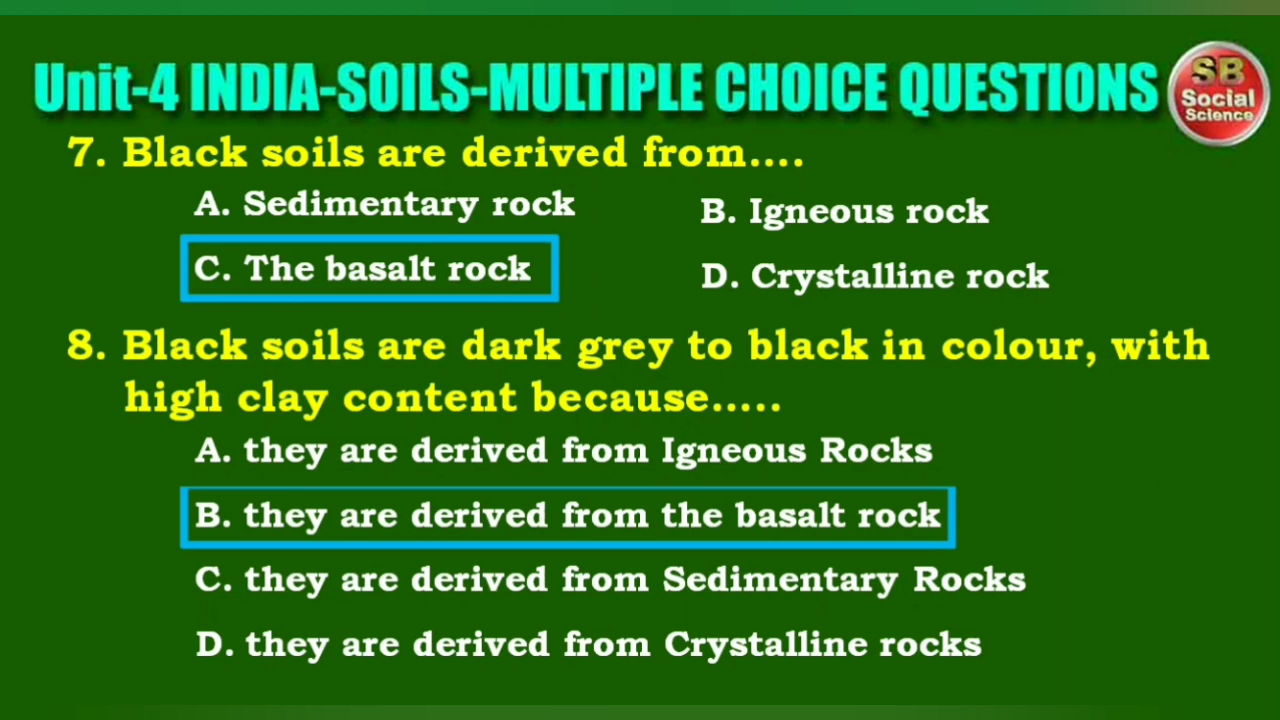 Unit-4 INDIA-SOILS-MULTIPLE CHOICE QUESTIONS
SB
Social
Science
7. Black soils are derived from....
A. Sedimentary rock
B. Igneous rock
C. The basalt rock
D. Crystalline rock
8. Black soils are dark grey to black in colour, with
high clay content because.....
A. they are derived from Igneous Rocks
B. they are derived from the basalt rock
C. they are derived from Sedimentary Rocks
D. they are derived from Crystalline rocks